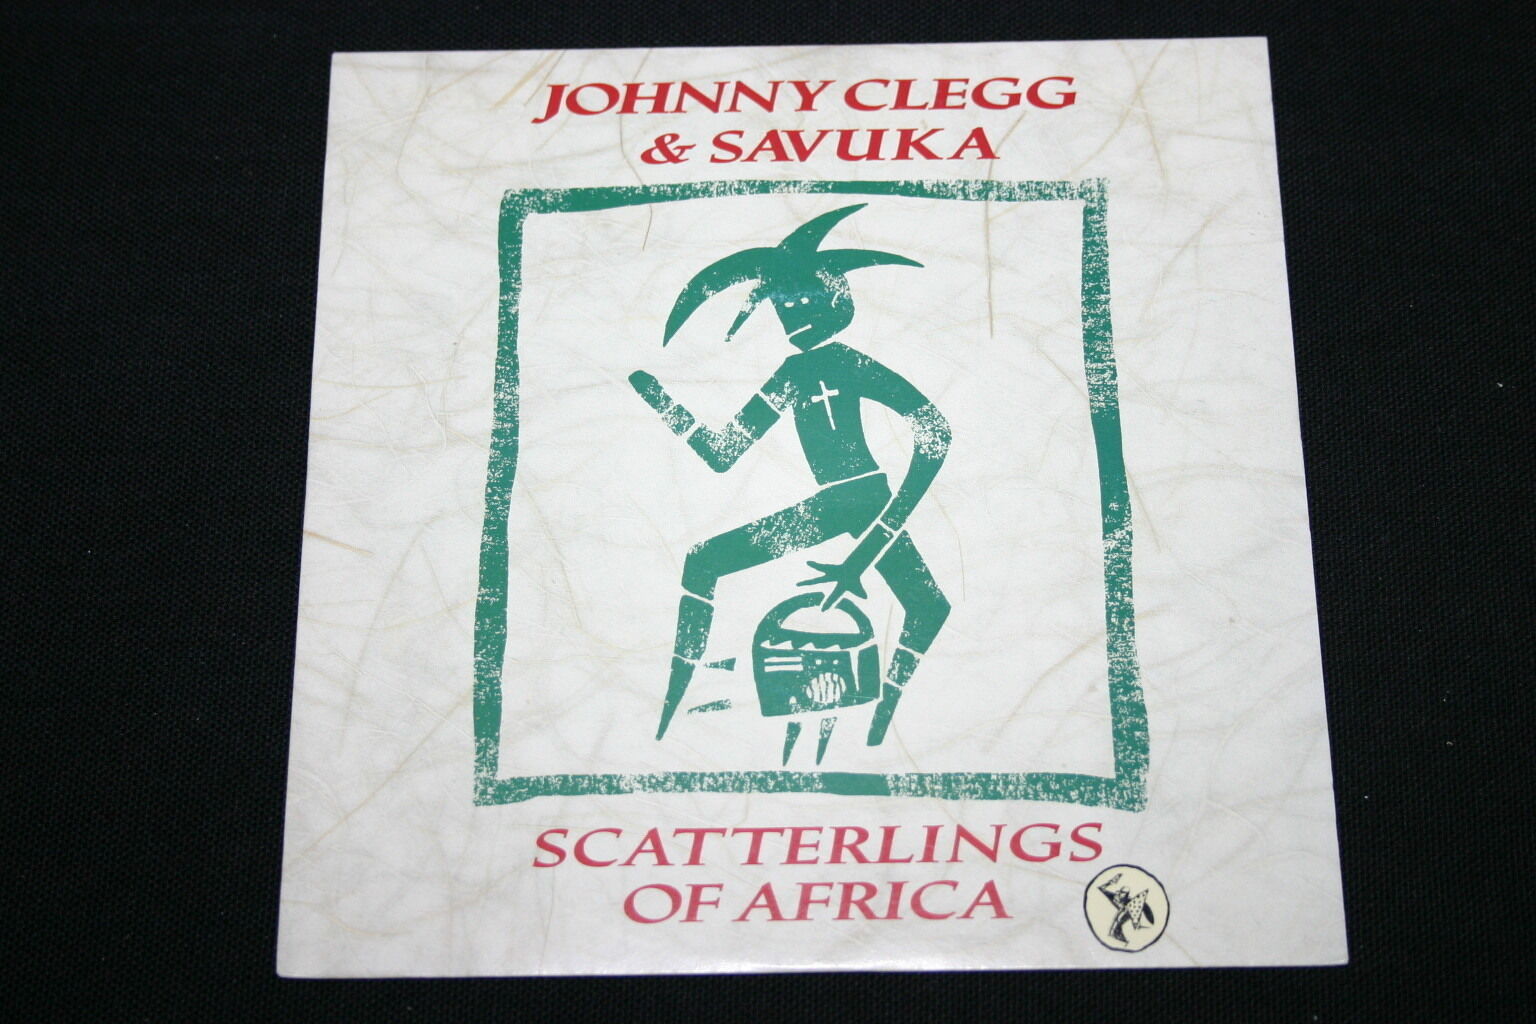 JOHNNY CLEGG
& SAVUKA
SCATTERLINGS
OF AFRICA